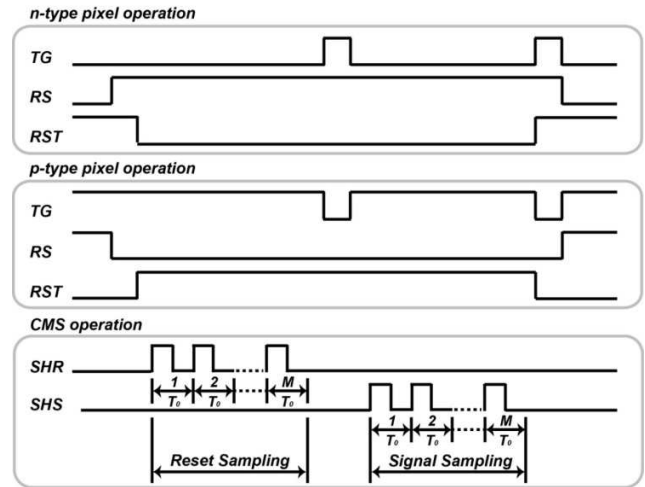 n-type pixel operation
TG
RS
RST
p-type pixel operation
TG
RS
RST
CMS operation
SHR
1 2 M
T₀ T₀ T₀
SHS
1 2 M
T₀ T₀ T₀
Reset Sampling Signal Sampling